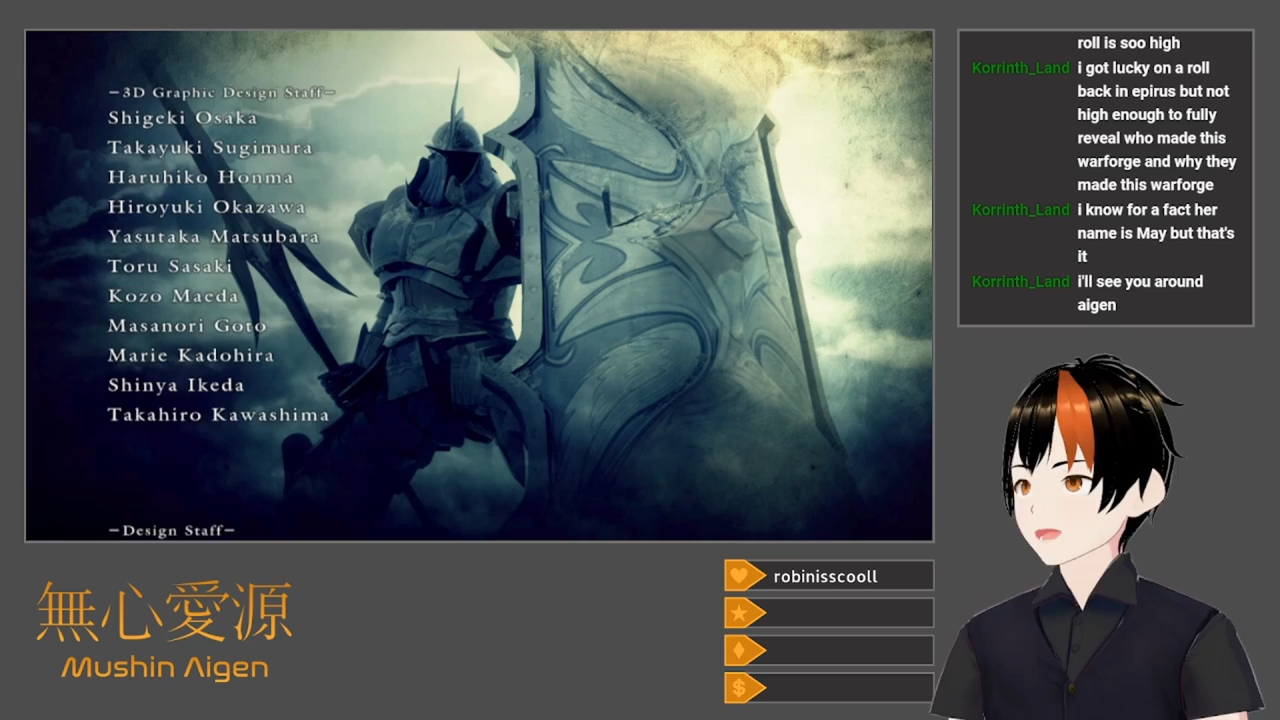 -3D Graphic Design Staff-
Shigeki Osaka
Takayuki Sugimura
Haruhiko Honma
Hiroyuki Okazawa
Yasutaka Matsubara
Toru Sasaki
Kozo Maeda
Masanori Goto
Marie Kadohira
Shinya Ikeda
Takahiro Kawashima
-Design Staff-
roll is soo high
Korrinth_Land i got lucky on a roll
back in epirus but not
high enough to fully
reveal who made this
warforge and why they
made this warforge
Korrinth_Land i know for a fact her
name is May but that's
it
Korrinth_Land i'll see you around
aigen
無心愛源
Mushin Aigen
robinisscooll
$